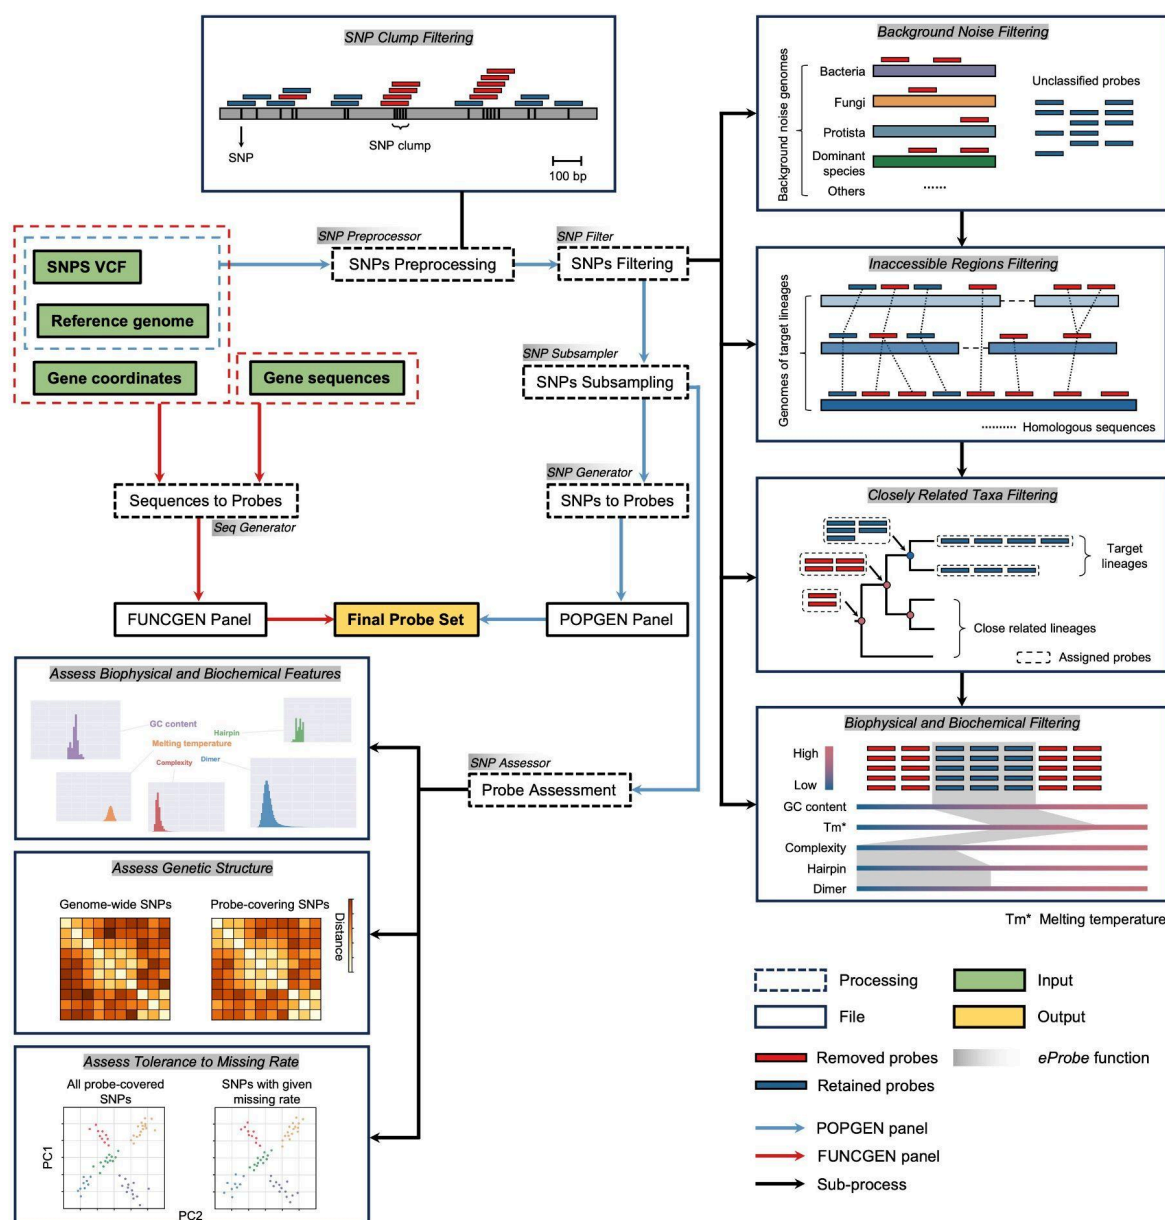 SNP Clump Filtering
SNP
SNP clump
100 bp
SNPS VCF
Reference genome
Gene coordinates
Gene sequences
SNP Preprocessor
SNPs Preprocessing
SNP Filter
SNPs Filtering
SNP Subsampler
SNPs Subsampling
SNP Generator
SNPs to Probes
Sequences to Probes
Seq Generator
FUNCGEN Panel
Final Probe Set
POPGEN Panel
SNP Assessor
Probe Assessment
Assess Biophysical and Biochemical Features
GC content
Hairpin
Melting temperature
Complexity
Dimer
Assess Genetic Structure
Genome-wide SNPs
Probe-covering SNPs
Distance
Assess Tolerance to Missing Rate
All probe-covered
SNPs
SNPs with given
missing rate
PC1
PC2
Background Noise Filtering
Background noise genomes
Bacteria
Fungi
Protista
Dominant
species
Others
......
Unclassified probes
Inaccessible Regions Filtering
Genomes of target lineages
Homologous sequences
Closely Related Taxa Filtering
Target
lineages
Close related lineages
Assigned probes
Biophysical and Biochemical Filtering
High
Low
GC content
Tm*
Complexity
Hairpin
Dimer
Tm* Melting temperature
Processing
Input
File
Output
Removed probes
eProbe function
Retained probes
POPGEN panel
FUNCGEN panel
Sub-process